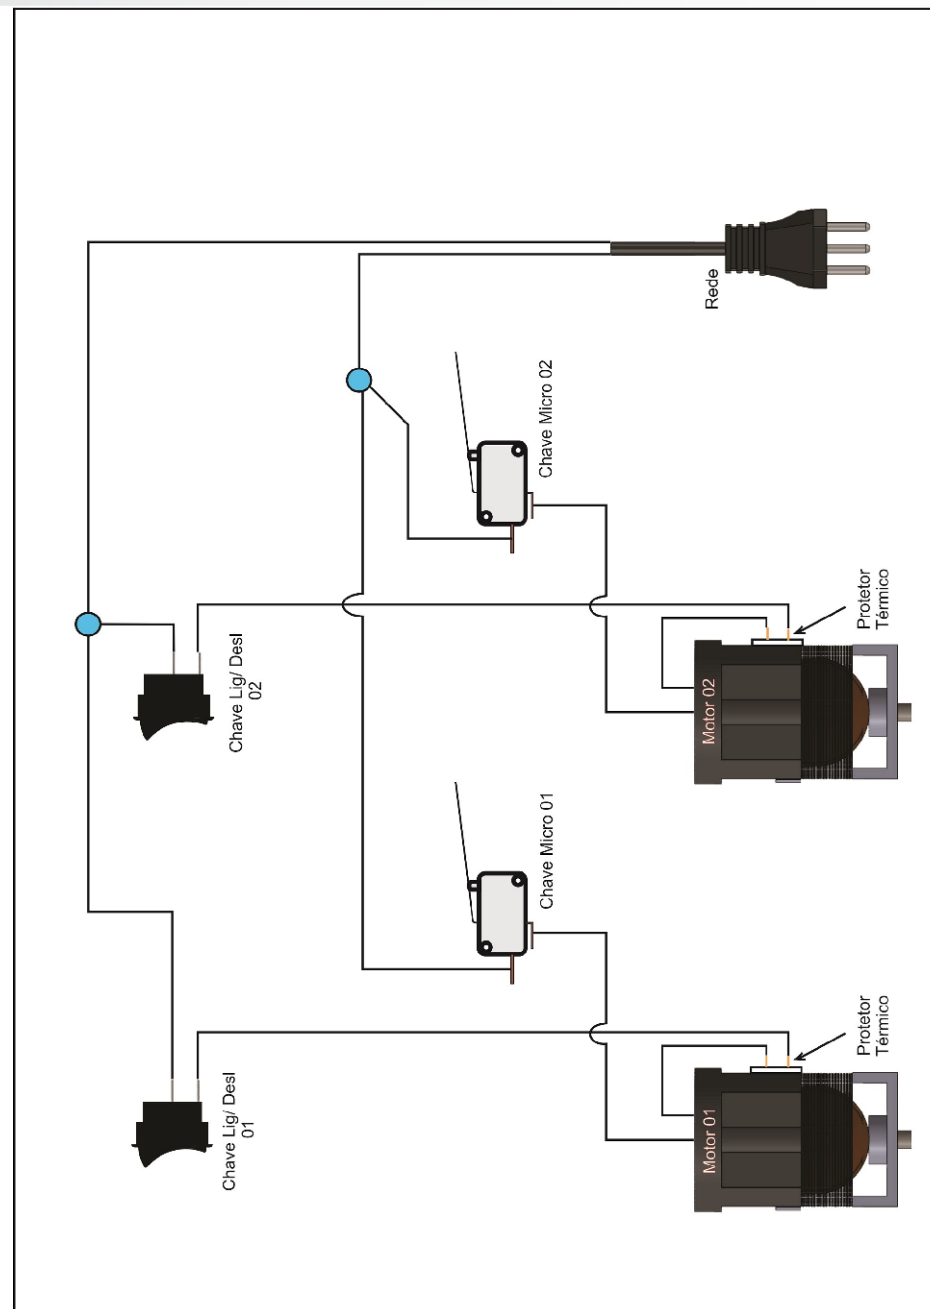 Rede
Chave Micro 02
Chave Lig/ Desl
02
Protetor
Térmico
Motor 02
Chave Micro 01
Chave Lig/ Desl
01
Protetor
Térmico
Motor 01